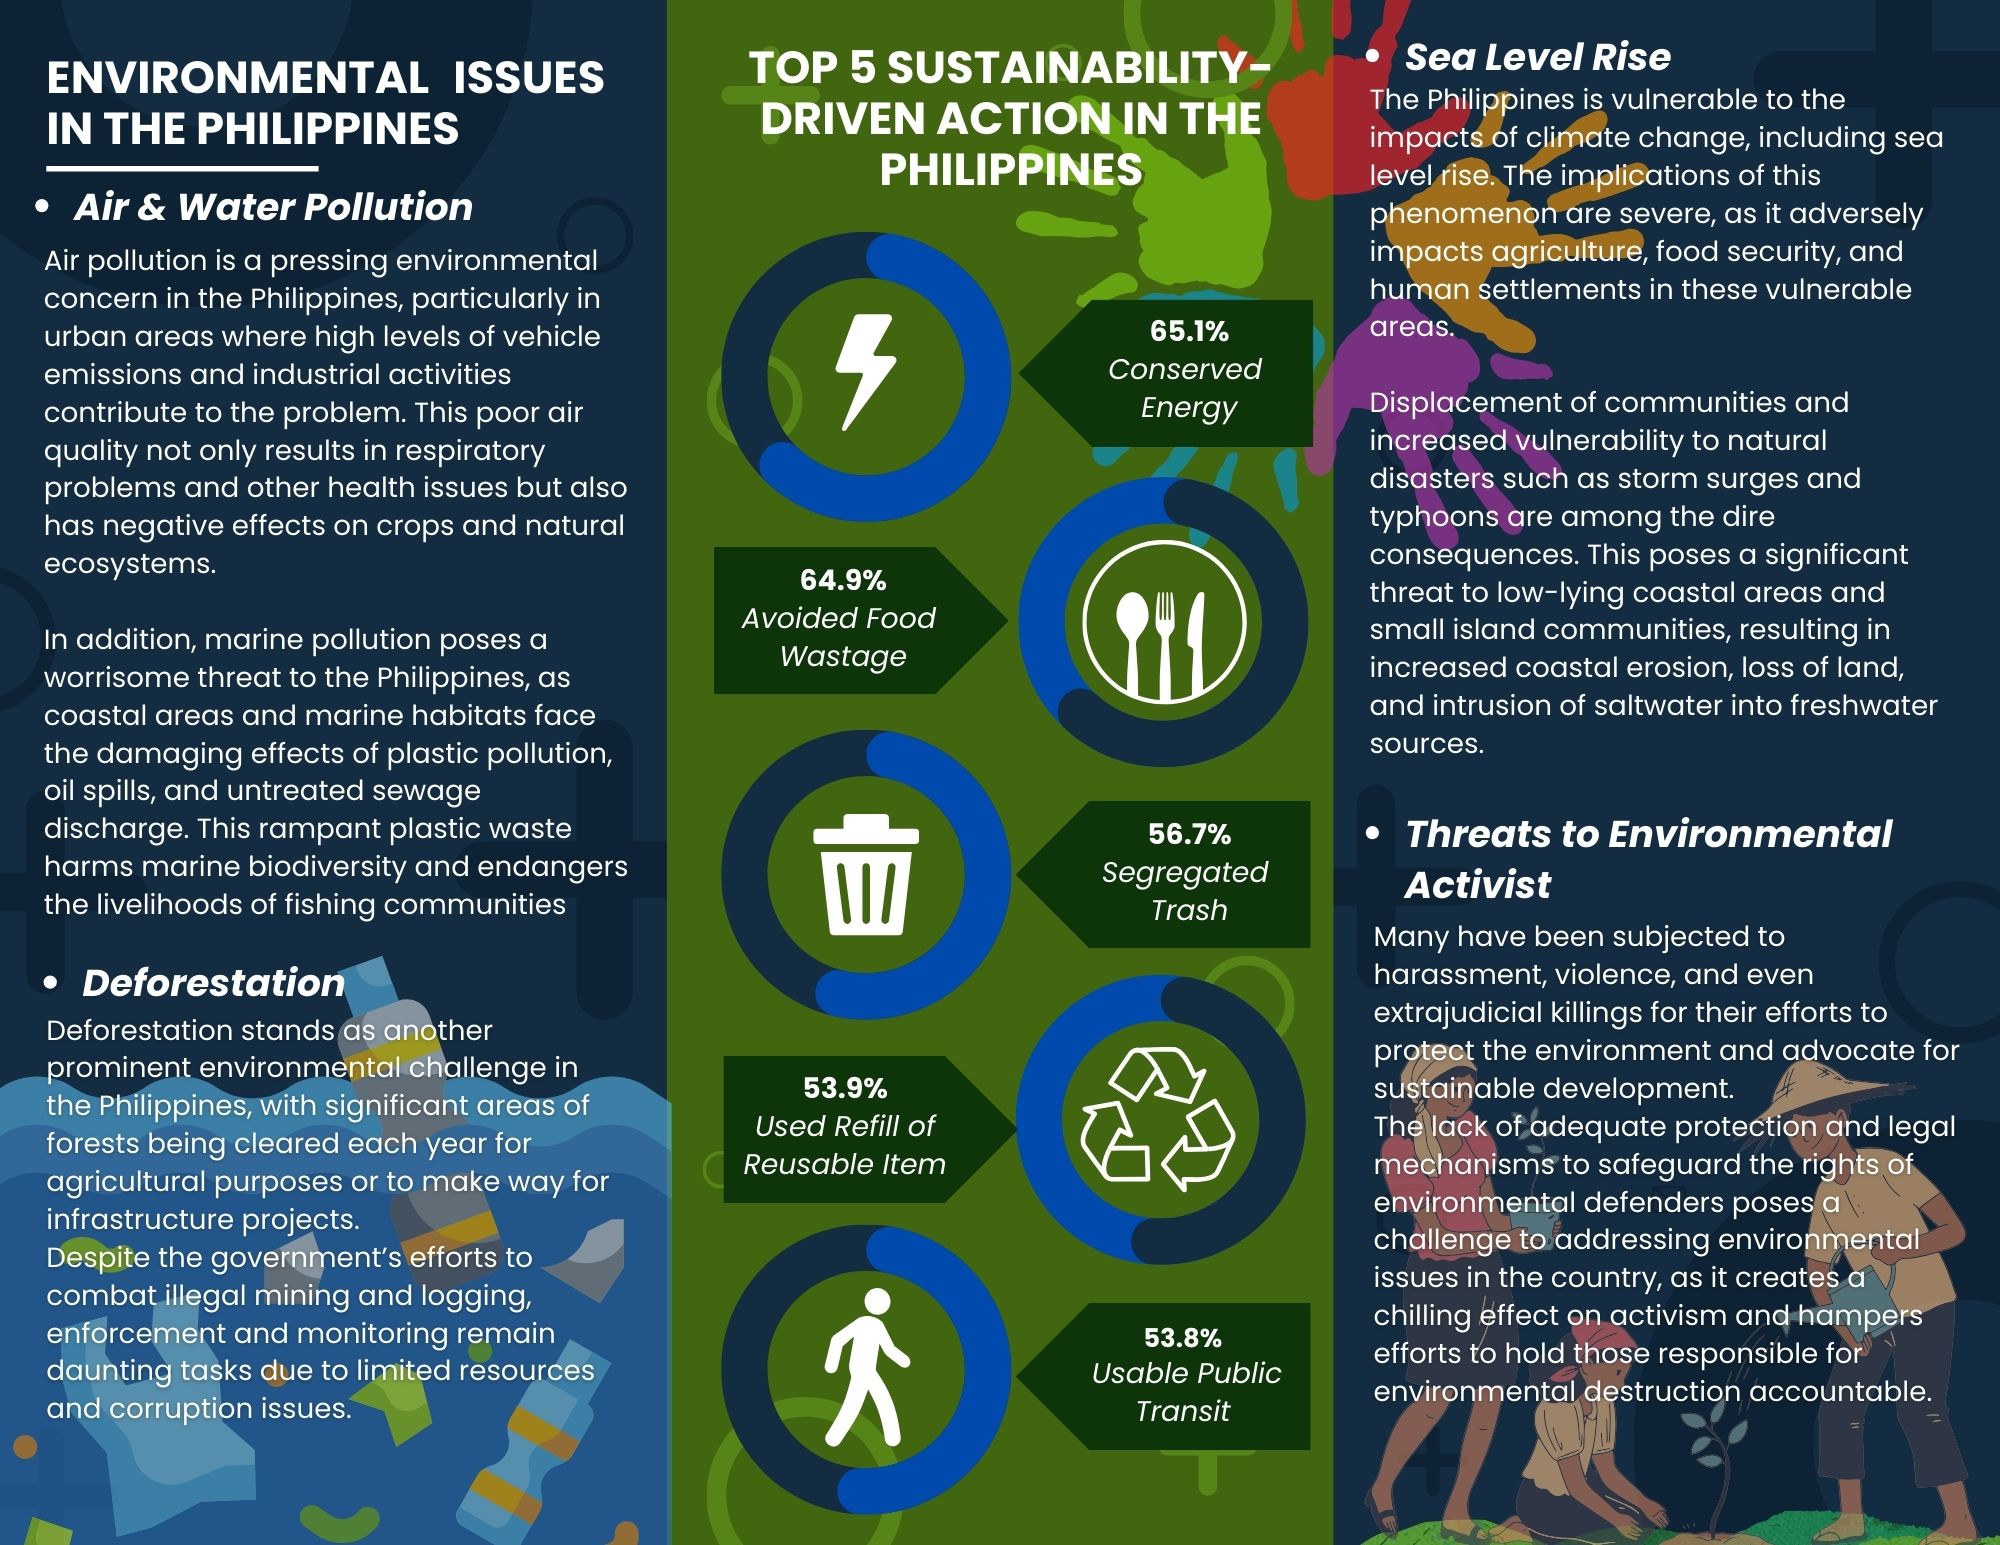 ENVIRONMENTAL ISSUES
IN THE PHILIPPINES
• Air & Water Pollution
Air pollution is a pressing environmental
concern in the Philippines, particularly in
urban areas where high levels of vehicle
emissions and industrial activities
contribute to the problem. This poor air
quality not only results in respiratory
problems and other health issues but also
has negative effects on crops and natural
ecosystems.
In addition, marine pollution poses a
worrisome threat to the Philippines, as
coastal areas and marine habitats face
the damaging effects of plastic pollution,
oil spills, and untreated sewage
discharge. This rampant plastic waste
harms marine biodiversity and endangers
the livelihoods of fishing communities
• Deforestation
Deforestation stands as another
prominent environmental challenge in
the Philippines, with significant areas of
forests being cleared each year for
agricultural purposes or to make way for
infrastructure projects.
Despite the government's efforts to
combat illegal mining and logging,
enforcement and monitoring remain
daunting tasks due to limited resources
and corruption issues.
TOP 5 SUSTAINABILITY-
DRIVEN ACTION IN THE
PHILIPPINES
65.1%
Conserved
Energy
64.9%
Avoided Food
Wastage
56.7%
Segregated
Trash
53.9%
Used Refill of
Reusable Item
53.8%
Usable Public
Transit
• Sea Level Rise
The Philippines is vulnerable to the
impacts of climate change, including sea
level rise. The implications of this
phenomenon are severe, as it adversely
impacts agriculture, food security, and
human settlements in these vulnerable
areas.
Displacement of communities and
increased vulnerability to natural
disasters such as storm surges and
typhoons are among the dire
consequences. This poses a significant
threat to low-lying coastal areas and
small island communities, resulting in
increased coastal erosion, loss of land,
and intrusion of saltwater into freshwater
sources.
• Threats to Environmental
Activist
Many have been subjected to
harassment, violence, and even
extrajudicial killings for their efforts to
protect the environment and advocate for
sustainable development.
The lack of adequate protection and legal
mechanisms to safeguard the rights of
environmental defenders poses a
challenge to addressing environmental
issues in the country, as it creates a
chilling effect on activism and hampers
efforts to hold those responsible for
environmental destruction accountable.